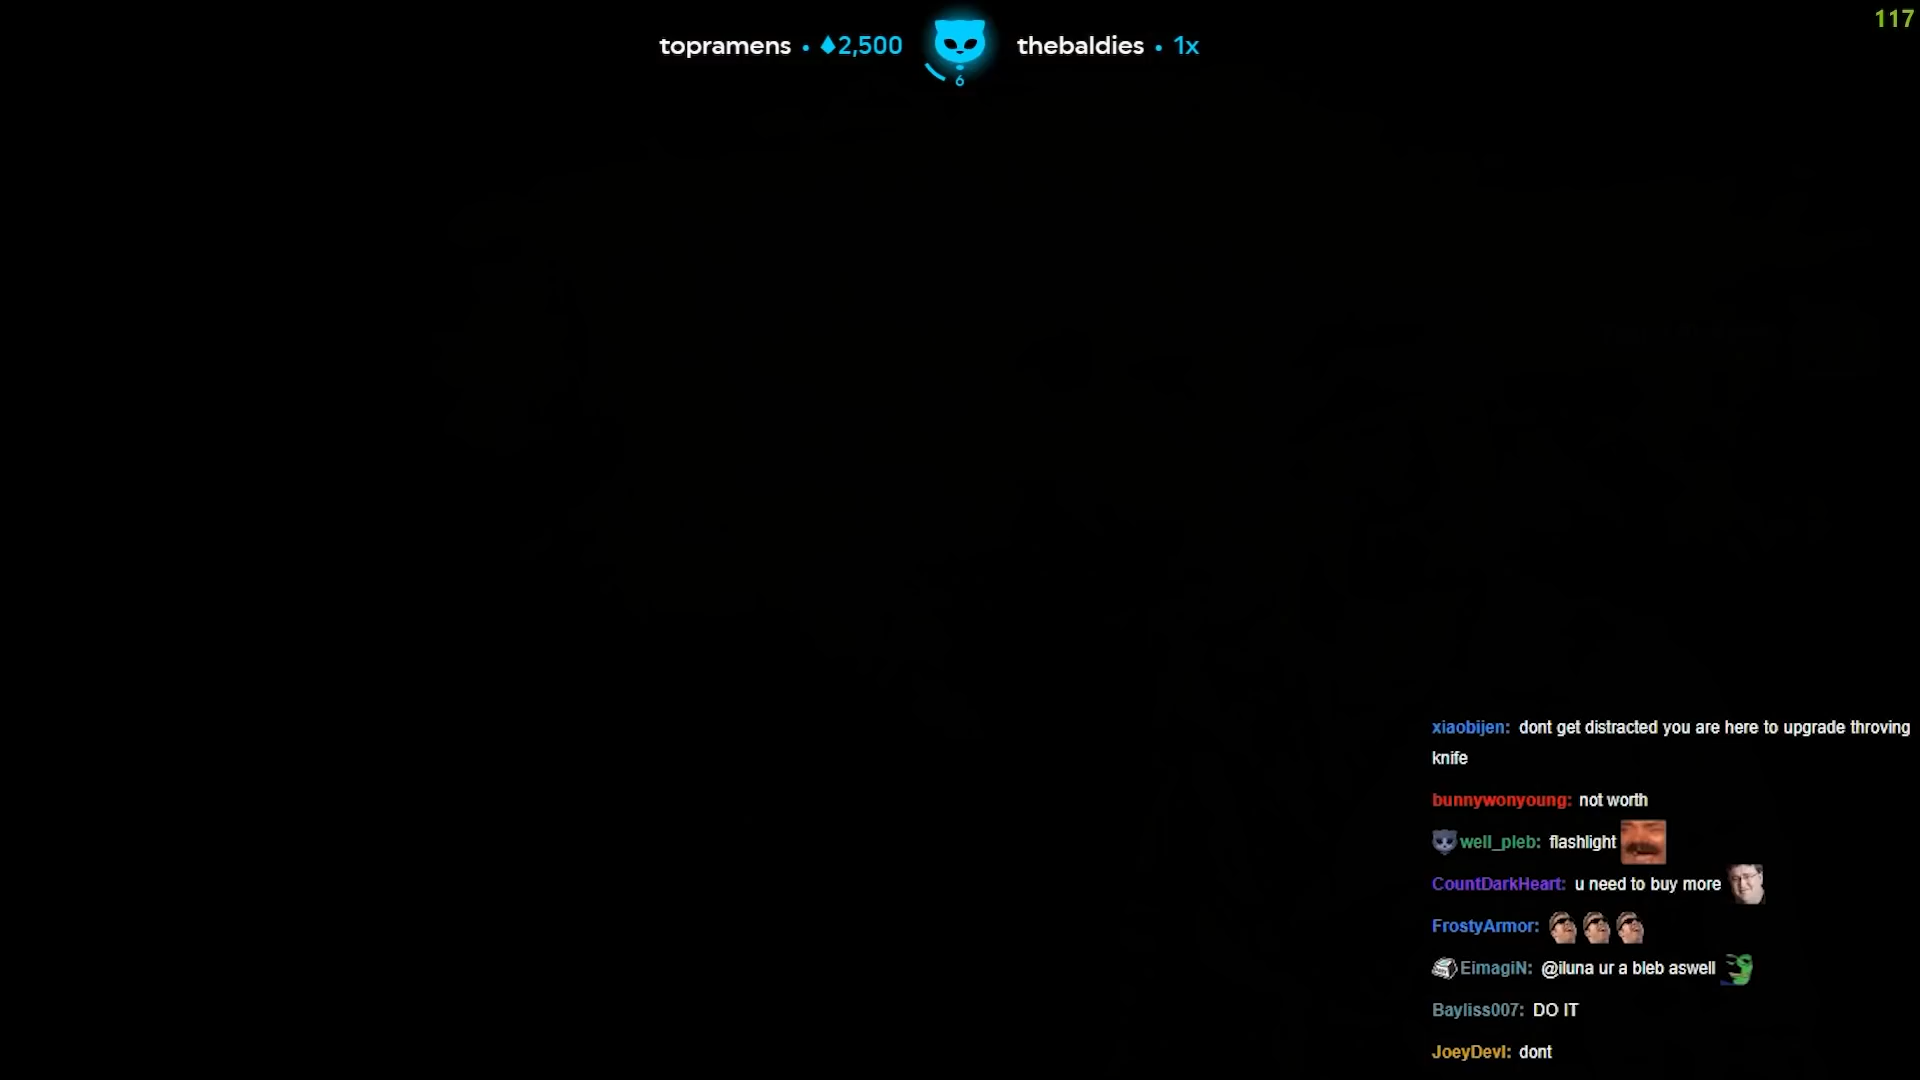 117
topramens • 2,500 thebaldies • 1x
6
xiaobijen: dont get distracted you are here to upgrade throving
knife
bunnywonyoung: not worth
well_pleb: flashlight
CountDarkHeart: u need to buy more
FrostyArmor:
EimagiN: @iluna ur a bleb aswell
Bayliss007: DO IT
JoeyDevI: dont